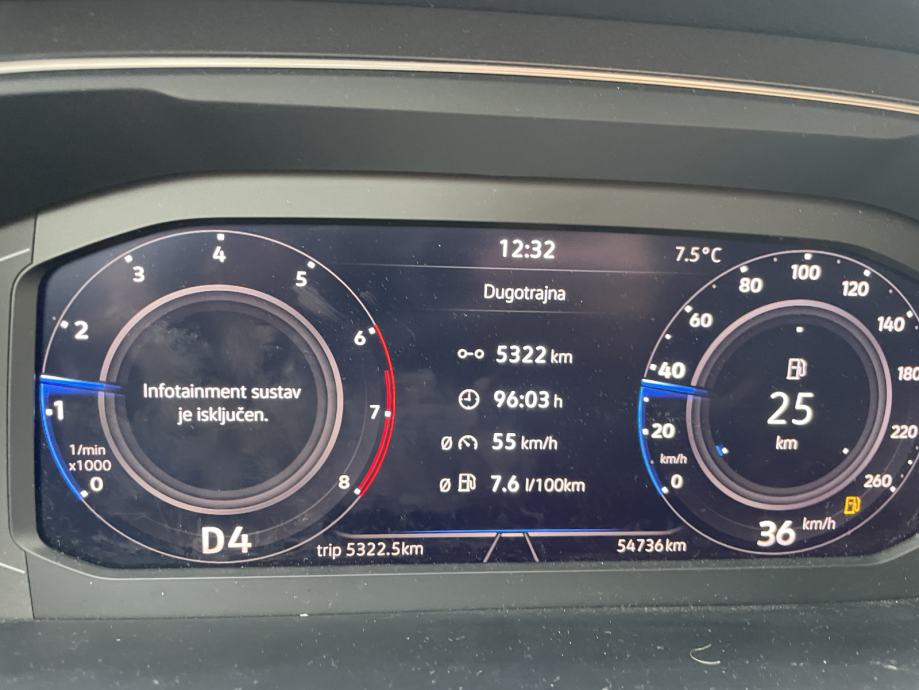 12:32
7.5°C
Dugotrajna
5322 km
96:03 h
Ø 55 km/h
Ø 7.6 l/100km
trip 5322.5km
54736km
0
1
2
3
4
5
6
7
8
1/min
x1000
Infotainment sustav
je isključen.
D4
0
20
40
60
80
100
120
140
180
220
260
km/h
25
km
36 km/h